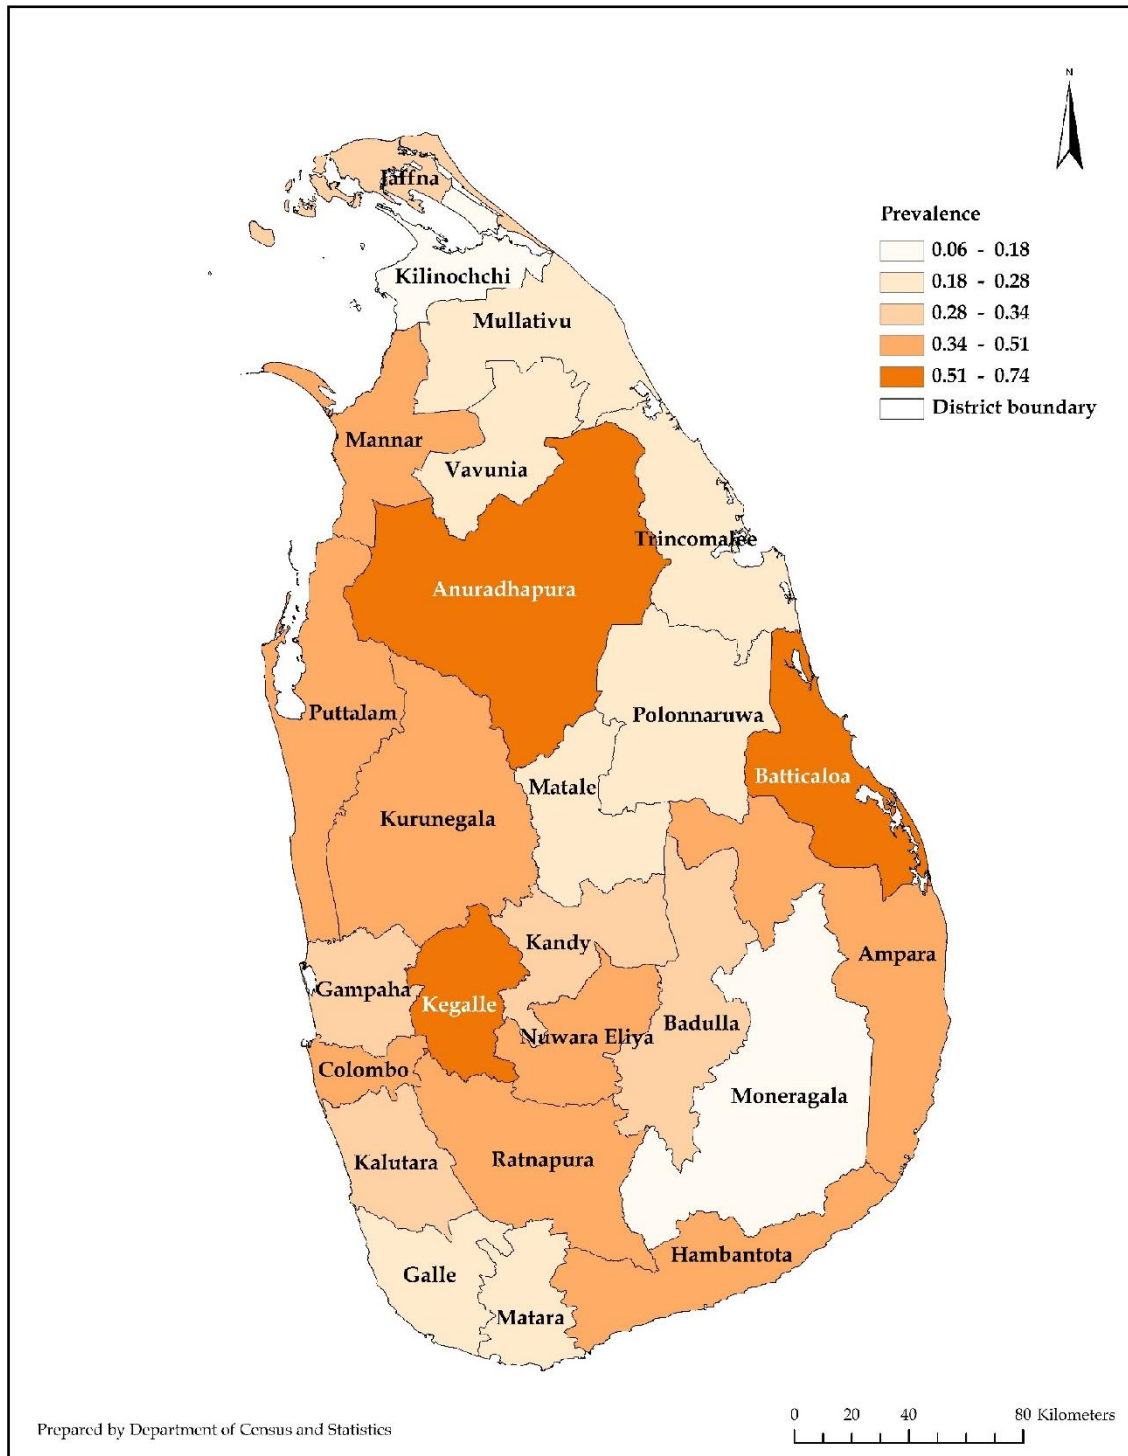 N
Prevalence
0.06 - 0.18
0.18 - 0.28
0.28 - 0.34
0.34 - 0.51
0.51 - 0.74
District boundary
Jaffna
Kilinochchi
Mullativu
Mannar
Vavunia
Trincomalee
Anuradhapura
Puttalam
Polonnaruwa
Batticaloa
Matale
Kurunegala
Kandy
Ampara
Gampaha
Kegalle
Badulla
Nuwara Eliya
Colombo
Moneragala
Kalutara
Ratnapura
Hambantota
Galle
Matara
0 20 40 80 Kilometers
Prepared by Department of Census and Statistics